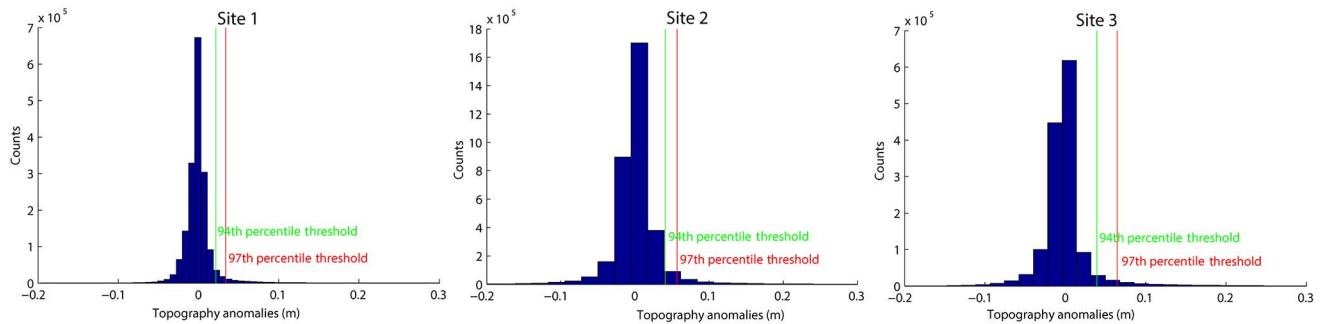 Site 1
x 10 5
7
6
5
4
3
2
1
0
Counts
94th percentile threshold
97th percentile threshold
−0.2 −0.1 0 0.1 0.2 0.3
Topography anomalies (m)
Site 2
x 10 5
18
16
14
12
10
8
6
4
2
0
Counts
94th percentile threshold
97th percentile threshold
−0.2 −0.1 0 0.1 0.2 0.3
Topography anomalies (m)
Site 3
x 10 5
7
6
5
4
3
2
1
0
Counts
94th percentile threshold
97th percentile threshold
−0.2 −0.1 0 0.1 0.2 0.3
Topography anomalies (m)